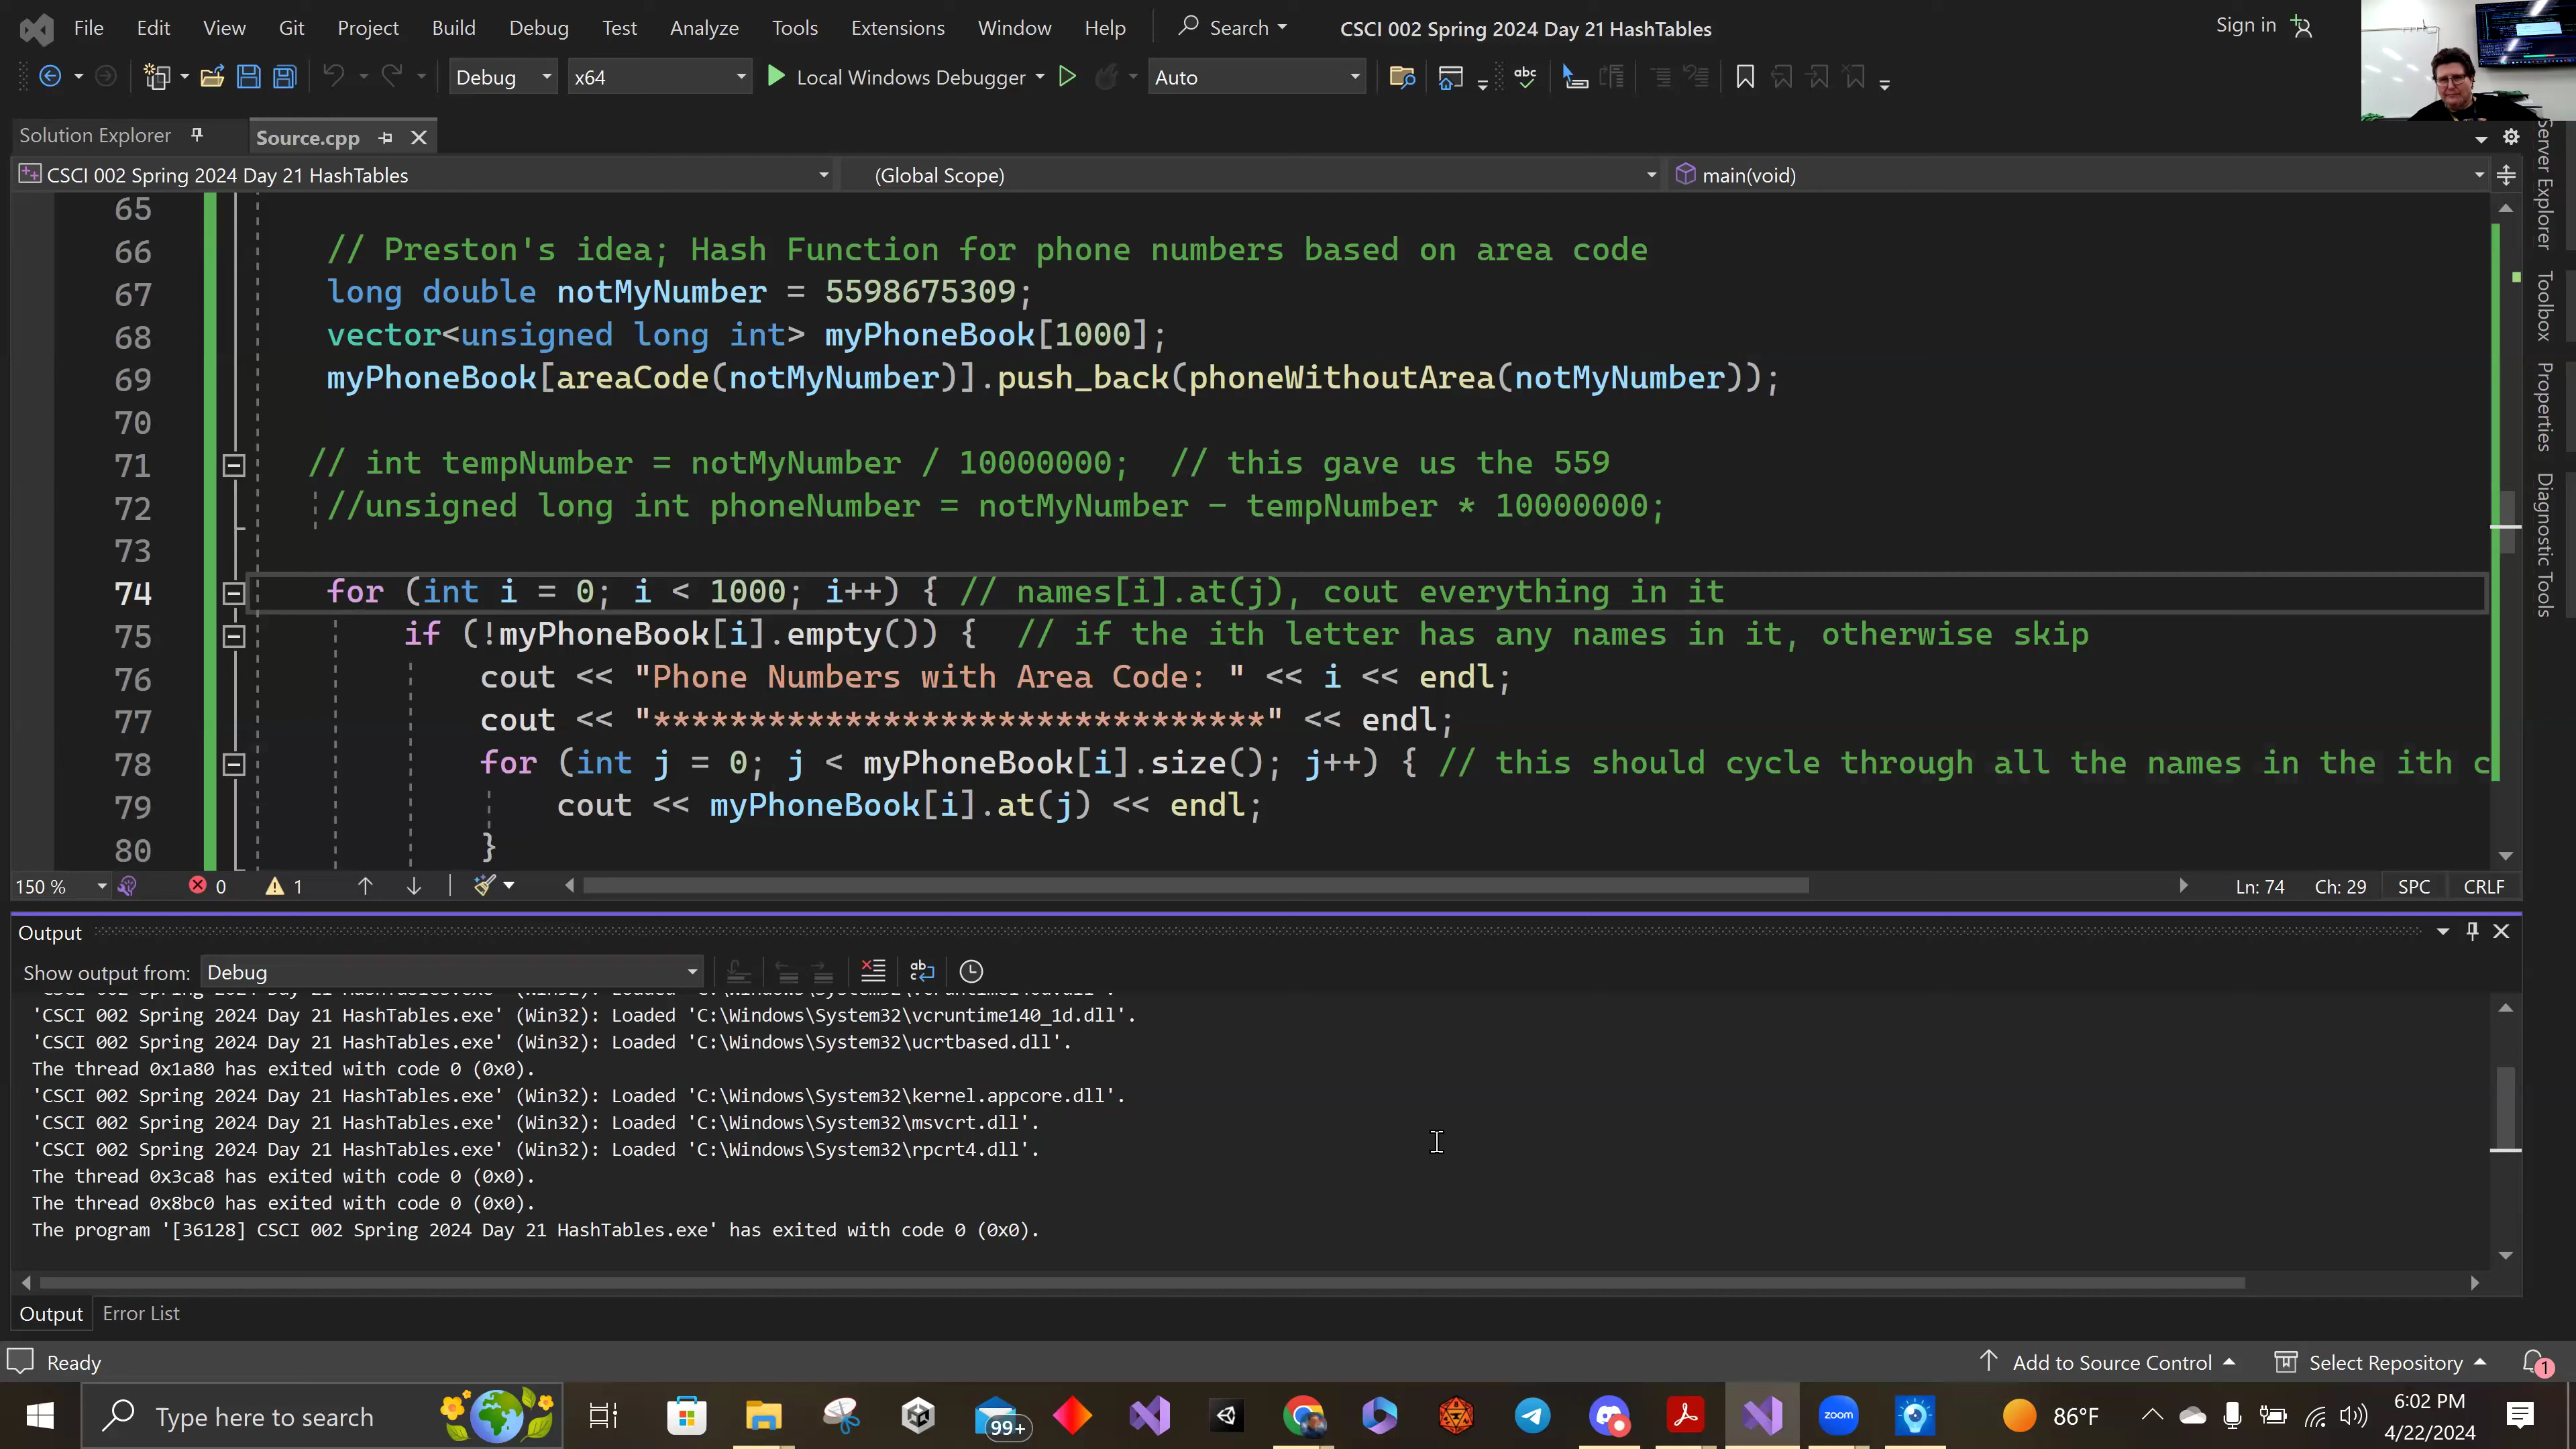 File Edit View Git Project Build Debug Test Analyze Tools Extensions Window Help Search CSCI 002 Spring 2024 Day 21 HashTables Sign in
Debug x64 Local Windows Debugger Auto
Solution Explorer Source.cpp
CSCI 002 Spring 2024 Day 21 HashTables (Global Scope) main(void)
65
66 // Preston's idea; Hash Function for phone numbers based on area code
67 long double notMyNumber = 5598675309;
68 vector<unsigned long int> myPhoneBook[1000];
69 myPhoneBook[areaCode(notMyNumber)].push_back(phoneWithoutArea(notMyNumber));
70
71 // int tempNumber = notMyNumber / 10000000;  // this gave us the 559
72 //unsigned long int phoneNumber = notMyNumber - tempNumber * 10000000;
73
74 for (int i = 0; i < 1000; i++) { // names[i].at(j), cout everything in it
75 if (!myPhoneBook[i].empty()) {  // if the ith letter has any names in it, otherwise skip
76 cout << "Phone Numbers with Area Code: " << i << endl;
77 cout << "********************************" << endl;
78 for (int j = 0; j < myPhoneBook[i].size(); j++) { // this should cycle through all the names in the ith c
79 cout << myPhoneBook[i].at(j) << endl;
80 }
150 % 0 1 Ln: 74 Ch: 29 SPC CRLF
Output
Show output from: Debug
'CSCI 002 Spring 2024 Day 21 HashTables.exe' (Win32): Loaded 'C:\Windows\System32\vcruntime140_1d.dll'.
'CSCI 002 Spring 2024 Day 21 HashTables.exe' (Win32): Loaded 'C:\Windows\System32\ucrtbased.dll'.
The thread 0x1a80 has exited with code 0 (0x0).
'CSCI 002 Spring 2024 Day 21 HashTables.exe' (Win32): Loaded 'C:\Windows\System32\kernel.appcore.dll'.
'CSCI 002 Spring 2024 Day 21 HashTables.exe' (Win32): Loaded 'C:\Windows\System32\msvcrt.dll'.
'CSCI 002 Spring 2024 Day 21 HashTables.exe' (Win32): Loaded 'C:\Windows\System32\rpcrt4.dll'.
The thread 0x3ca8 has exited with code 0 (0x0).
The thread 0x8bc0 has exited with code 0 (0x0).
The program '[36128] CSCI 002 Spring 2024 Day 21 HashTables.exe' has exited with code 0 (0x0).
Output Error List
Ready Add to Source Control Select Repository 1
Type here to search 99+ zoom 86°F 6:02 PM
4/22/2024
Server Explorer
Toolbox
Properties
Diagnostic Tools